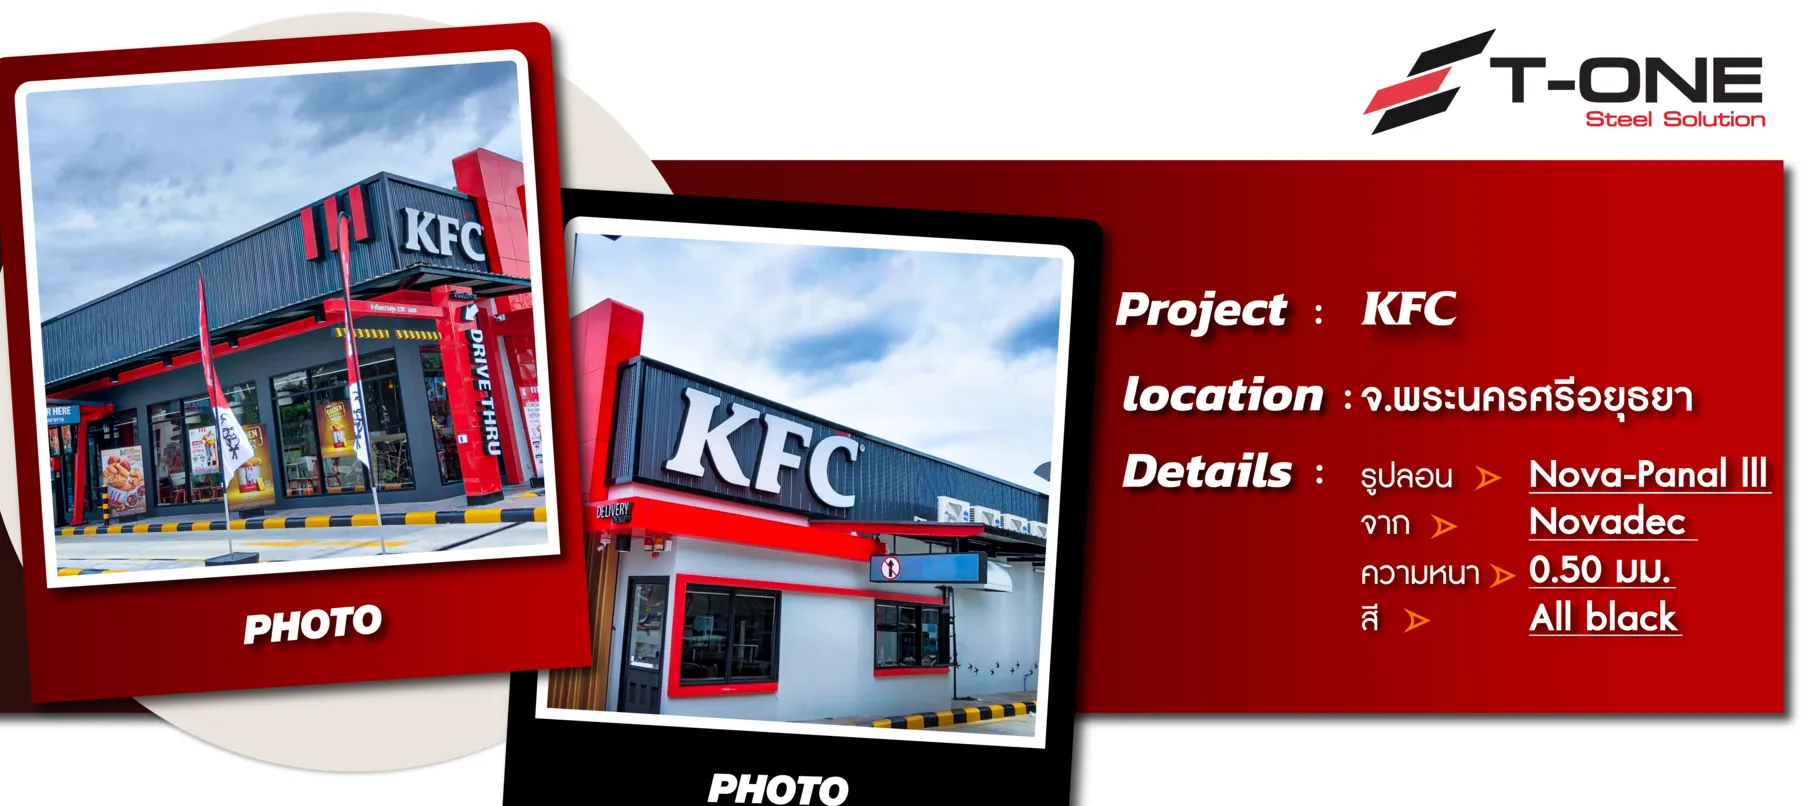 T-ONE
Steel Solution
KFC
DRIVE THRU
R HERE
PHOTO
KFC
DELIVERY
PHOTO
Project : KFC
location : จ.พระนครศรีอยุธยา
Details : รูปลอน Nova-Panal III
จาก Novadec
ความหนา 0.50 มม.
สี All black